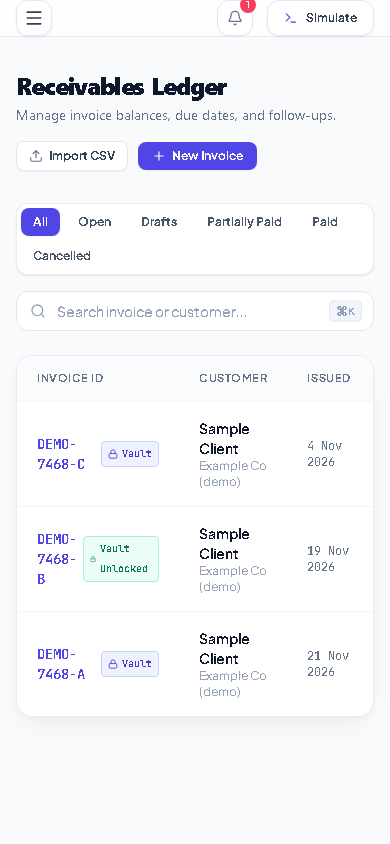 1
Simulate
Receivables Ledger
Manage invoice balances, due dates, and follow-ups.
Import CSV
New Invoice
All Open Drafts Partially Paid Paid
Cancelled
Search invoice or customer... ⌘K
INVOICE ID CUSTOMER ISSUED
DEMO-
7468-C
Vault
Sample
Client
Example Co
(demo)
4 Nov
2026
DEMO-
7468-
B
Vault
Unlocked
Sample
Client
Example Co
(demo)
19 Nov
2026
DEMO-
7468-A
Vault
Sample
Client
Example Co
(demo)
21 Nov
2026